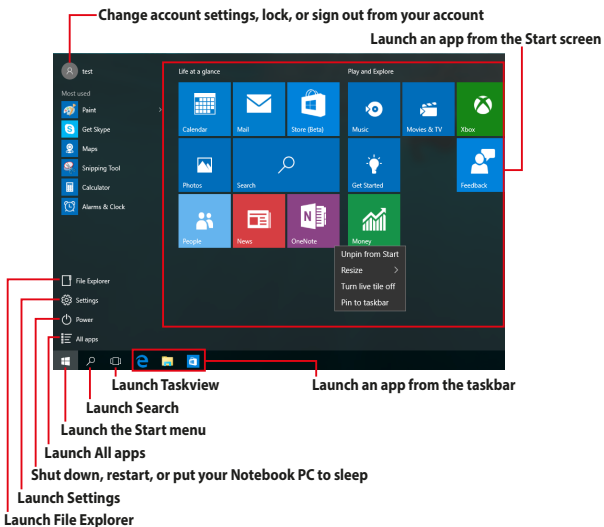 Change account settings, lock, or sign out from your account
Launch an app from the Start screen
test
Life at a glance
Play and Explore
Most used
Paint
Get Skype
Maps
Snipping Tool
Calculator
Alarms & Clock
Calendar
Mail
Store (Beta)
Music
Movies & TV
Xbox
Photos
Search
Get Started
Feedback
People
News
OneNote
Money
Unpin from Start
Resize
Turn live tile off
Pin to taskbar
File Explorer
Settings
Power
All apps
Launch Taskview
Launch an app from the taskbar
Launch Search
Launch the Start menu
Launch All apps
Shut down, restart, or put your Notebook PC to sleep
Launch Settings
Launch File Explorer